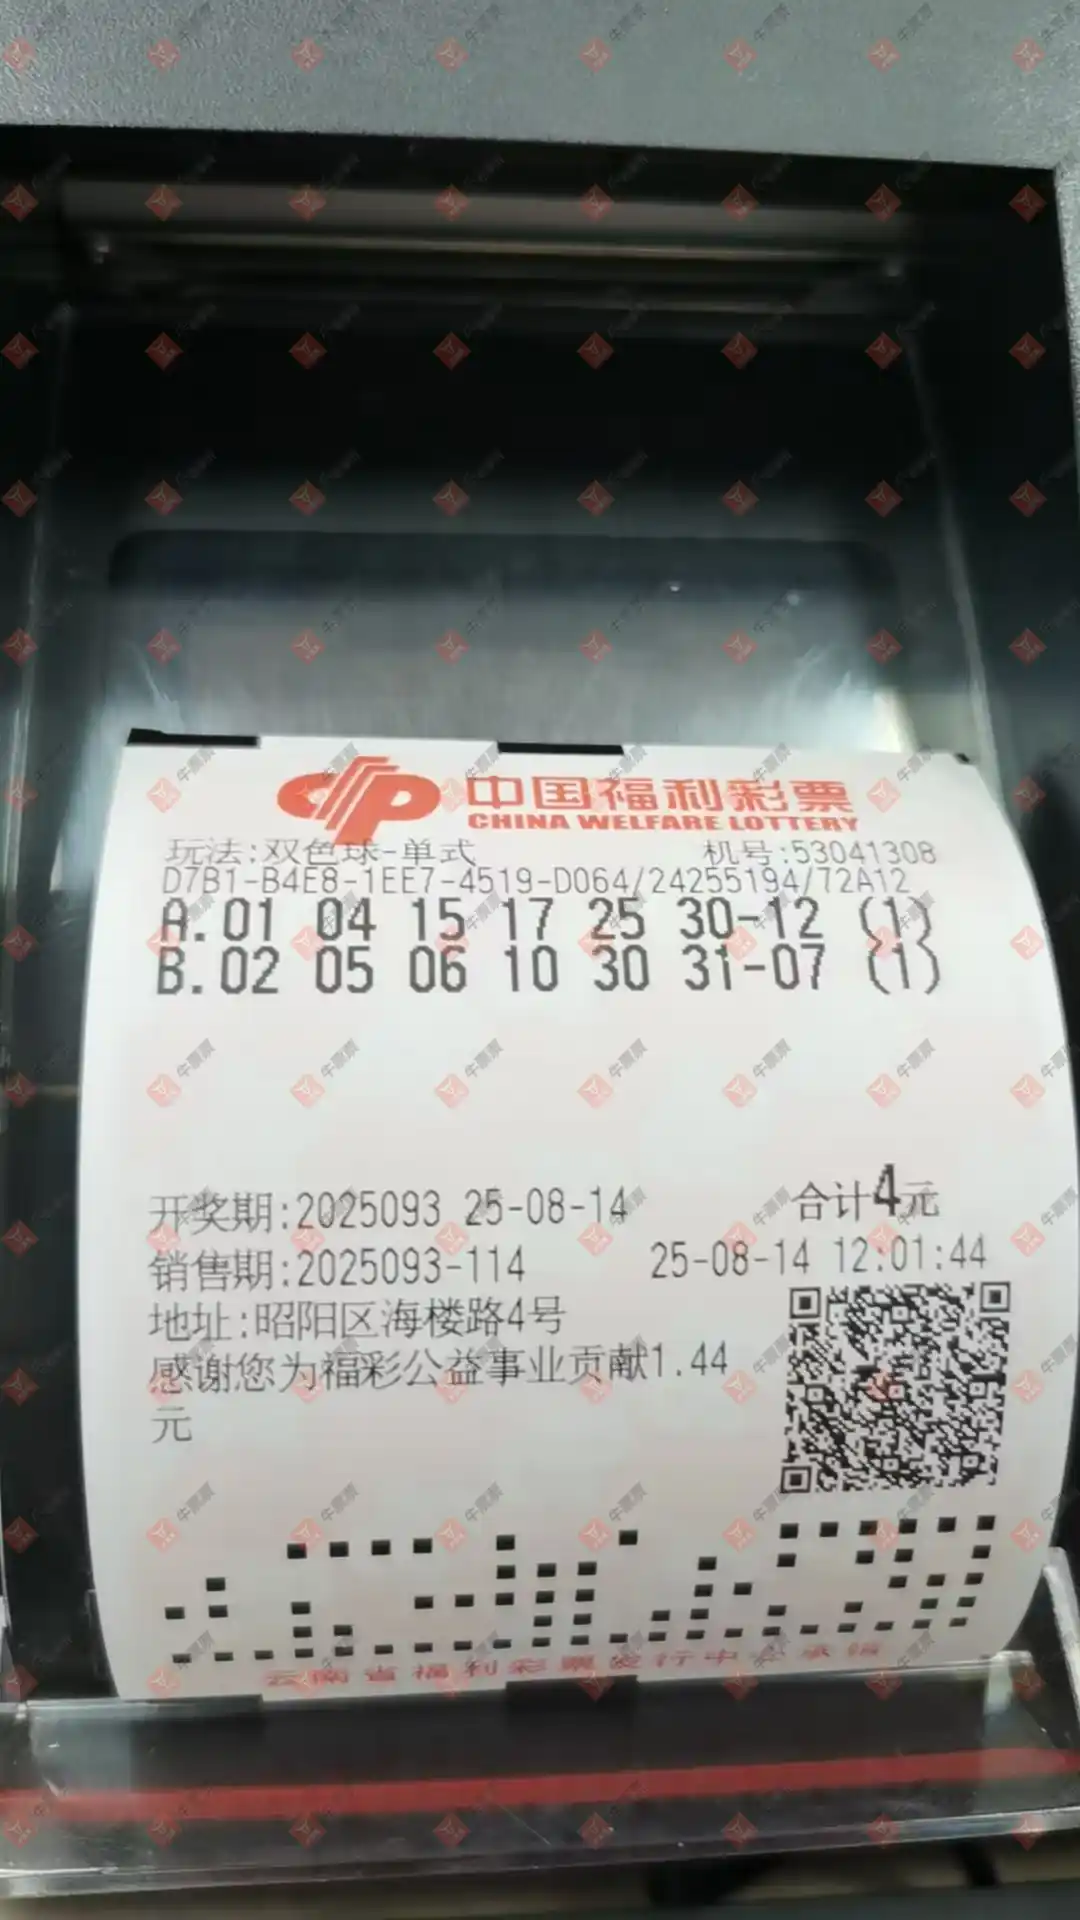 中国福利彩票
CHINA WELFARE LOTTERY
玩法:双色球-单式 机号:53041308
D7B1-B4E8-1EE7-4519-D064/24255194/72A12
A.01 04 15 17 25 30-12 (1)
B.02 05 06 10 30 31-07 (1)
开奖期:2025093 25-08-14 合计4元
销售期:2025093-114 25-08-14 12:01:44
地址:昭阳区海楼路4号
感谢您为福彩公益事业贡献1.44
元
云南省福利彩票发行中心承销
牛票票